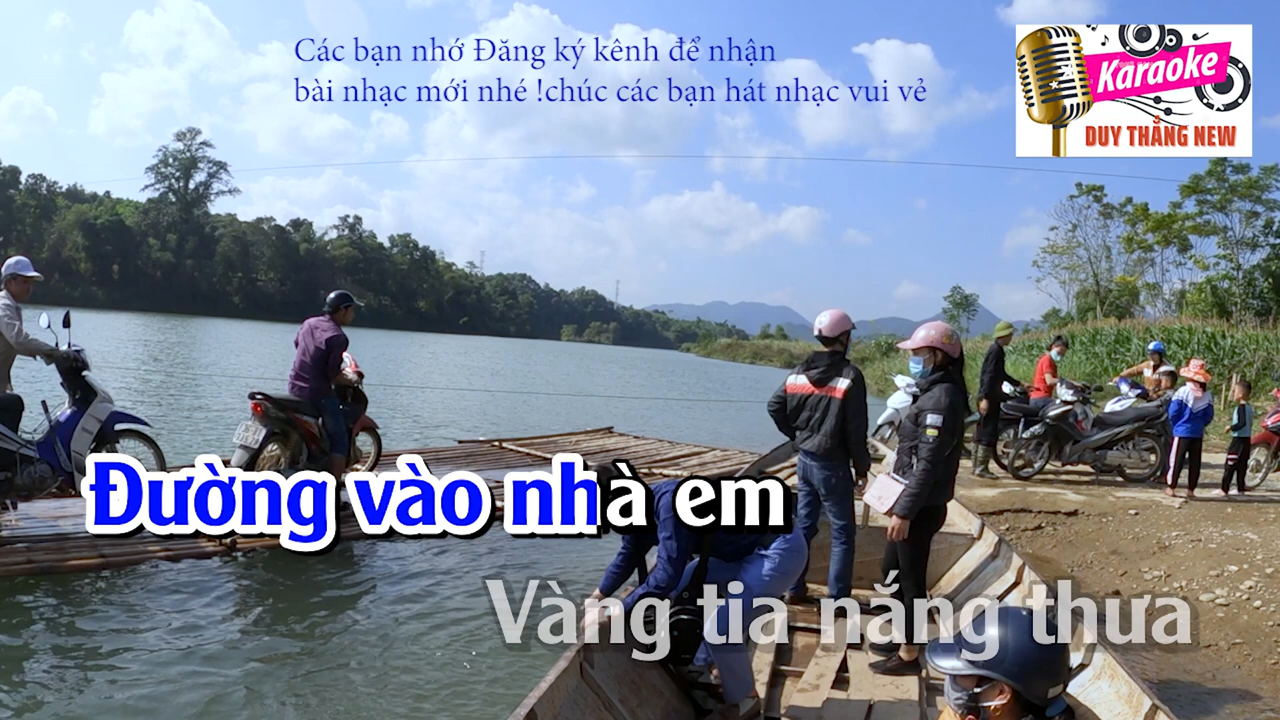 Các bạn nhớ Đăng ký kênh để nhận
bài nhạc mới nhé !chúc các bạn hát nhạc vui vẻ
Karaoke
DUY THẮNG NEW
Đường vào nhà em
Vàng tia nắng thưa